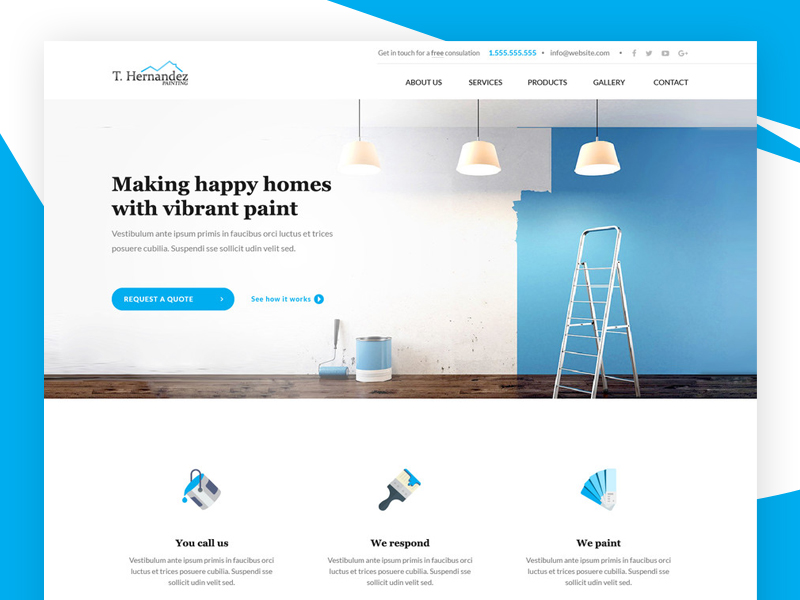 Get in touch for a free consulation 1.555.555.555 • info@website.com •
T. Hernandez
PAINTING
ABOUT US SERVICES PRODUCTS GALLERY CONTACT
Making happy homes
with vibrant paint
Vestibulum ante ipsum primis in faucibus orci luctus et trices
posuere cubilia. Suspendi sse sollicit udin velit sed.
REQUEST A QUOTE
See how it works
You call us
Vestibulum ante ipsum primis in faucibus orci
luctus et trices posuere cubilia. Suspendi sse
sollicit udin velit sed.
We respond
Vestibulum ante ipsum primis in faucibus orci
luctus et trices posuere cubilia. Suspendi sse
sollicit udin velit sed.
We paint
Vestibulum ante ipsum primis in faucibus orci
luctus et trices posuere cubilia. Suspendi sse
sollicit udin velit sed.